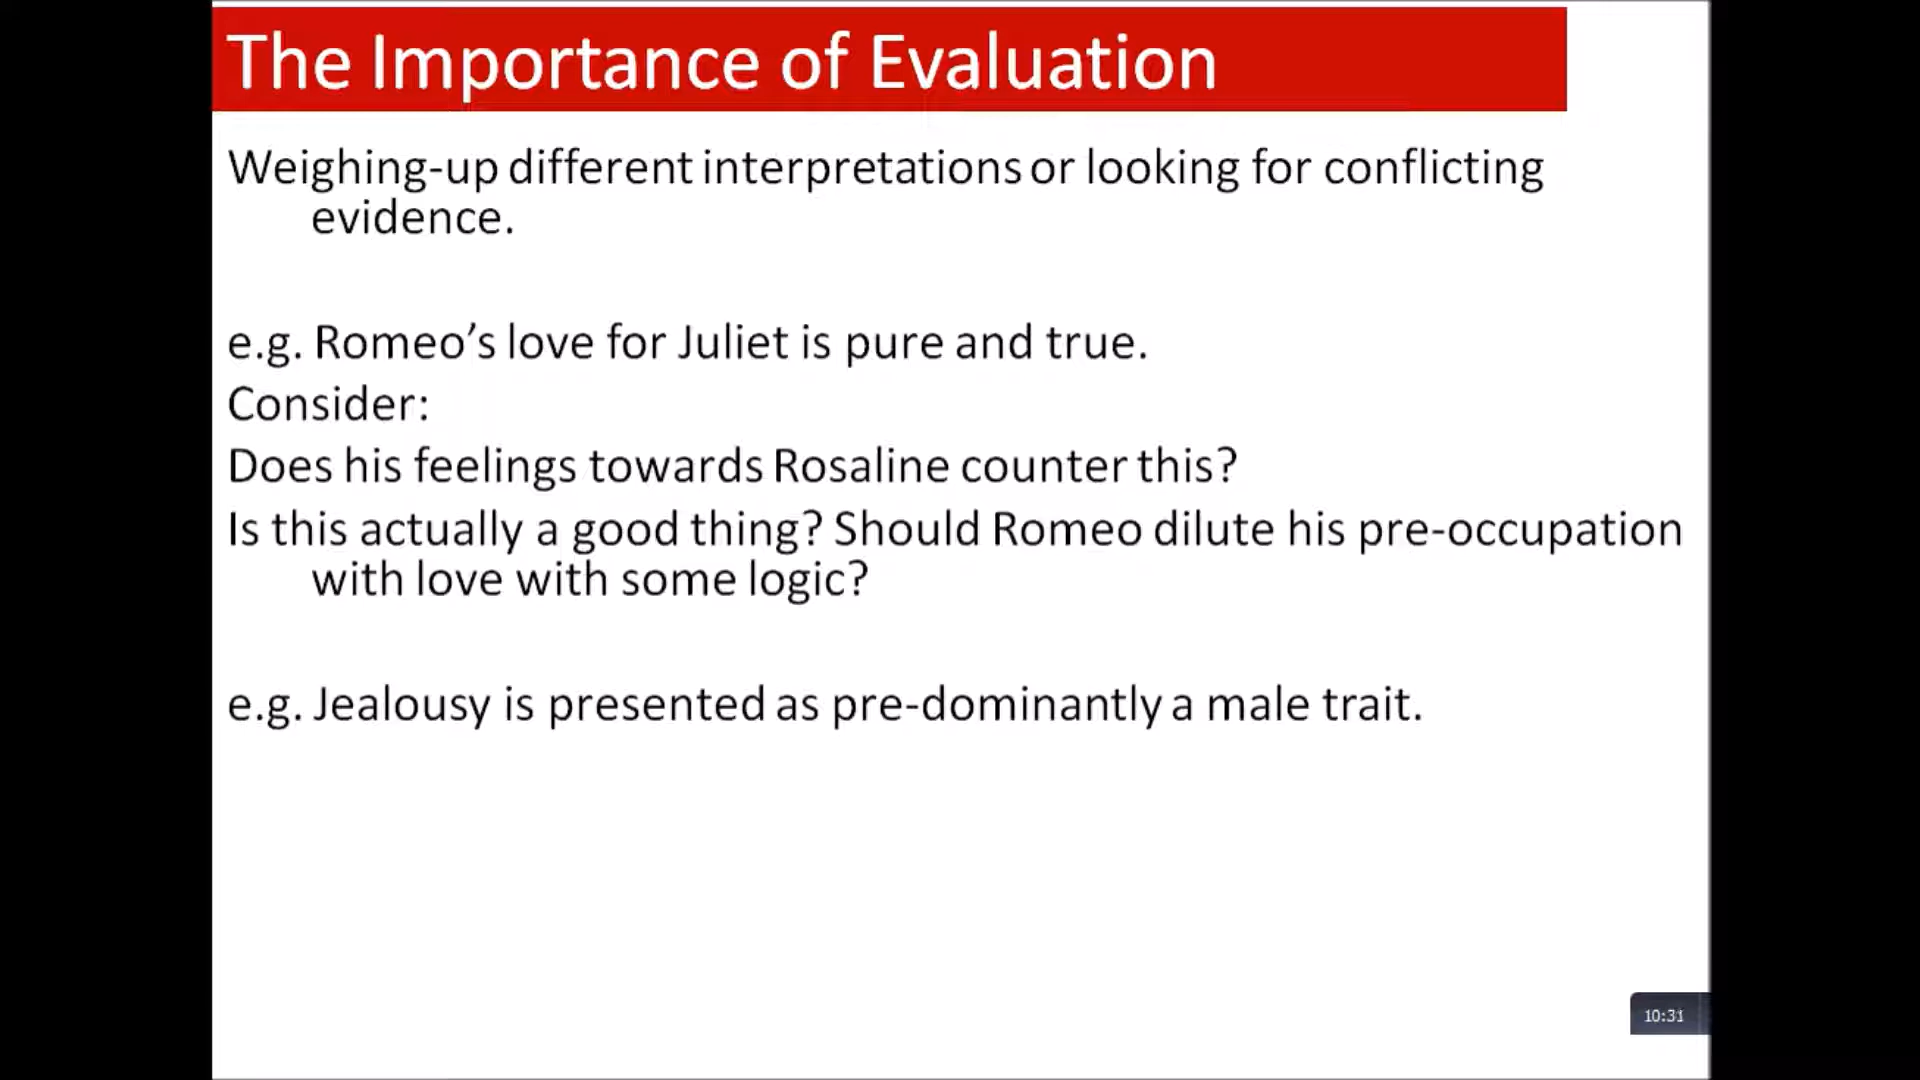 The Importance of Evaluation
Weighing-up different interpretations or looking for conflicting
evidence.
e.g. Romeo’s love for Juliet is pure and true.
Consider:
Does his feelings towards Rosaline counter this?
Is this actually a good thing? Should Romeo dilute his pre-occupation
with love with some logic?
e.g. Jealousy is presented as pre-dominantly a male trait.
10:31